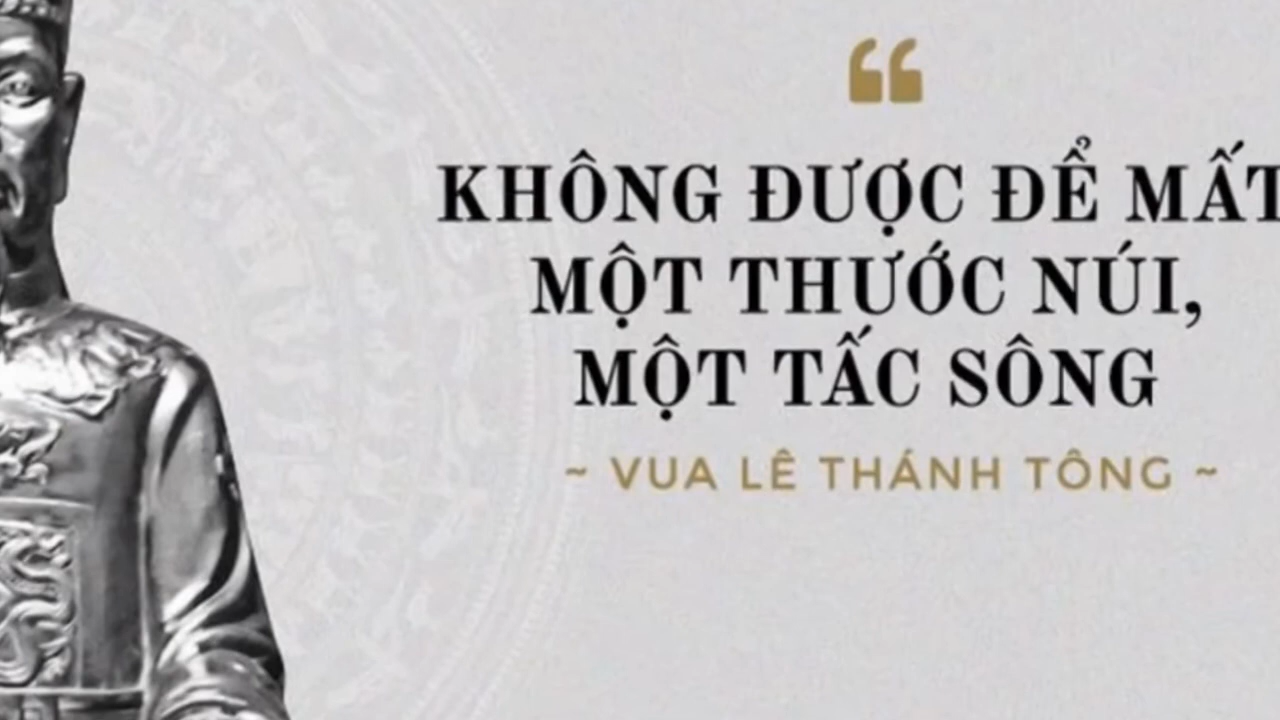 “
KHÔNG ĐƯỢC ĐỂ MẤT
MỘT THƯỚC NÚI,
MỘT TẤC SÔNG
~ VUA LÊ THÁNH TÔNG ~